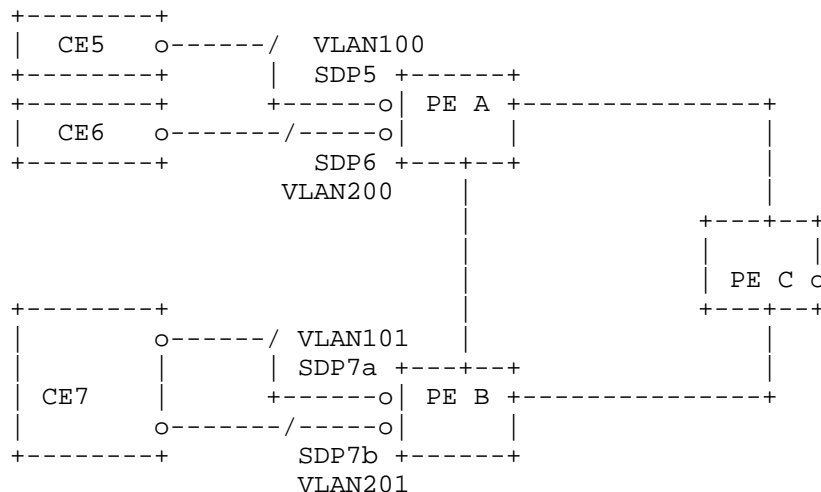 CE5 VLAN100
SDP5
PE A
CE6
SDP6
VLAN200
PE C
VLAN101
SDP7a
CE7 PE B
SDP7b
VLAN201